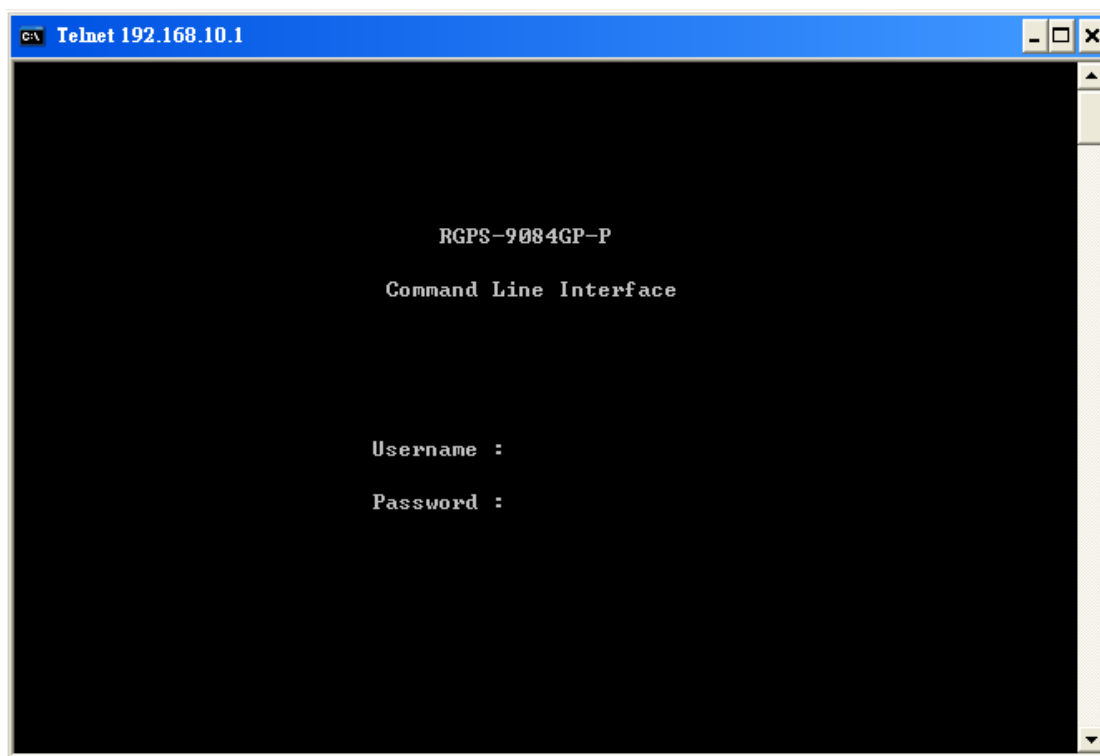 Telnet 192.168.10.1
RGPS-9084GP-P
Command Line Interface
Username :
Password :